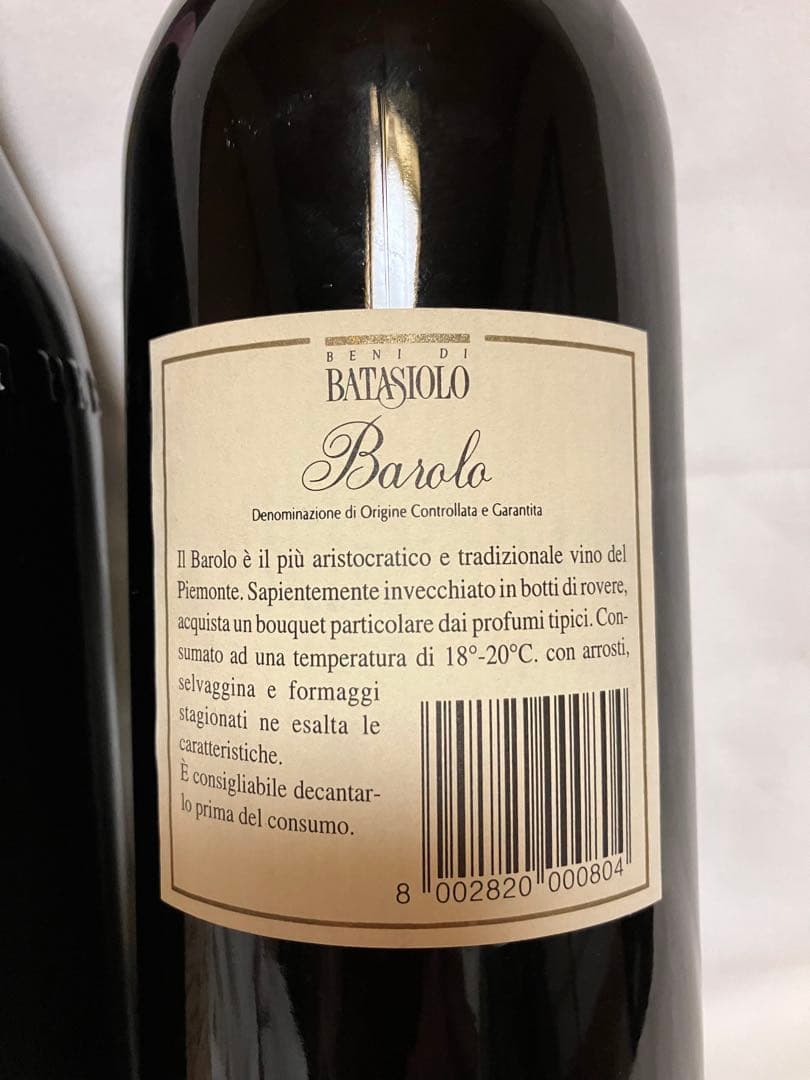 BENI DI
BATASIOLO
Barolo
Denominazione di Origine Controllata e Garantita
Il Barolo è il più aristocratico e tradizionale vino del
Piemonte. Sapientemente invecchiato in botti di rovere,
acquista un bouquet particolare dai profumi tipici. Con-
sumato ad una temperatura di 18°-20°C. con arrosti,
selvaggina e formaggi
stagionati ne esalta le
caratteristiche.
È consigliabile decantar-
lo prima del consumo.
8 002820 000804